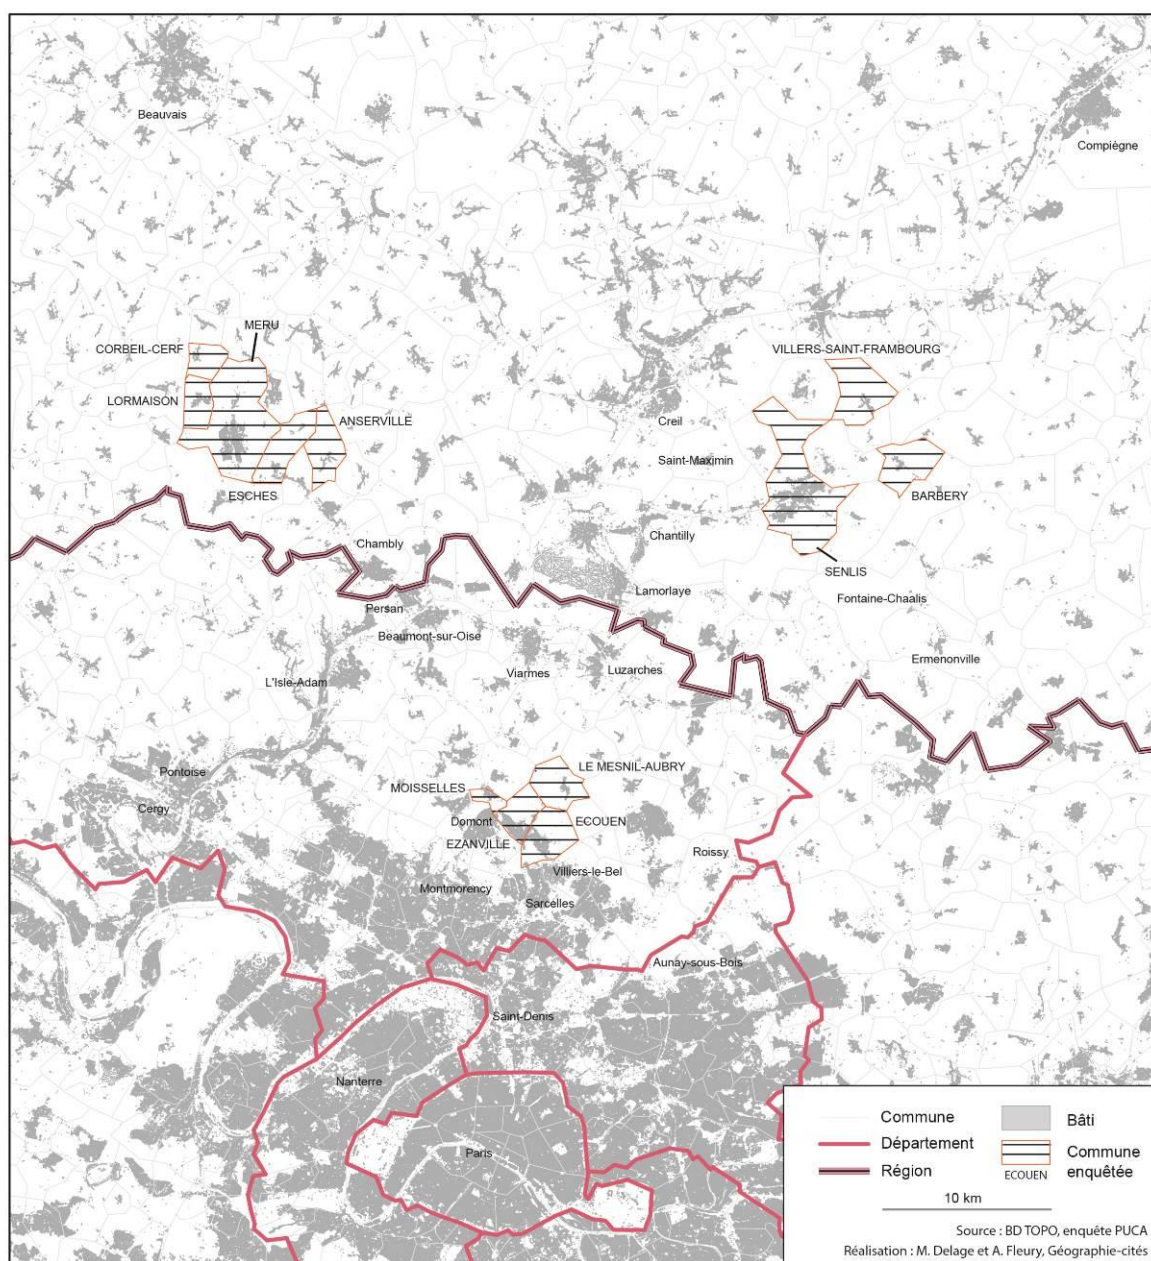 Beauvais
Compiègne
MERU
CORBEIL-CERF
VILLERS-SAINT-FRAMBOURG
LORMAISON
ANSERVILLE
Creil
Saint-Maximin
ESCHES
BARBERY
Chantilly
Chambly
SENLIS
Lamorlaye
Fontaine-Chaalis
Persan
Beaumont-sur-Oise
Ermenonville
Viarmes
Luzarches
L'Isle-Adam
LE MESNIL-AUBRY
Pontoise
MOISSELLES
Cergy
Domont
ECOUEN
EZANVILLE
Roissy
Villiers-le-Bel
Montmorency
Sarcelles
Aunay-sous-Bois
Saint-Denis
Nanterre
Paris
Commune
Département
Région
Bâti
Commune
enquêtée
ECOUEN
10 km
Source : BD TOPO, enquête PUCA
Réalisation : M. Delage et A. Fleury, Géographie-cités